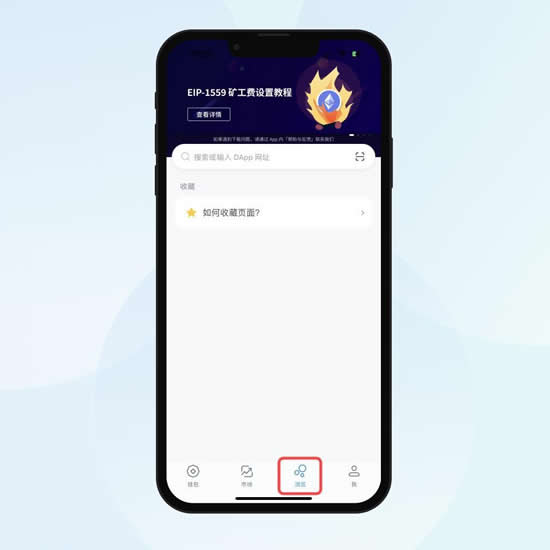 EIP-1559 矿工费设置教程
查看详情
如果遇到下载问题，请通过 App 内「帮助与反馈」联系我们
搜索或输入 DApp 网址
收藏
如何收藏页面?
钱包
市场
浏览
我